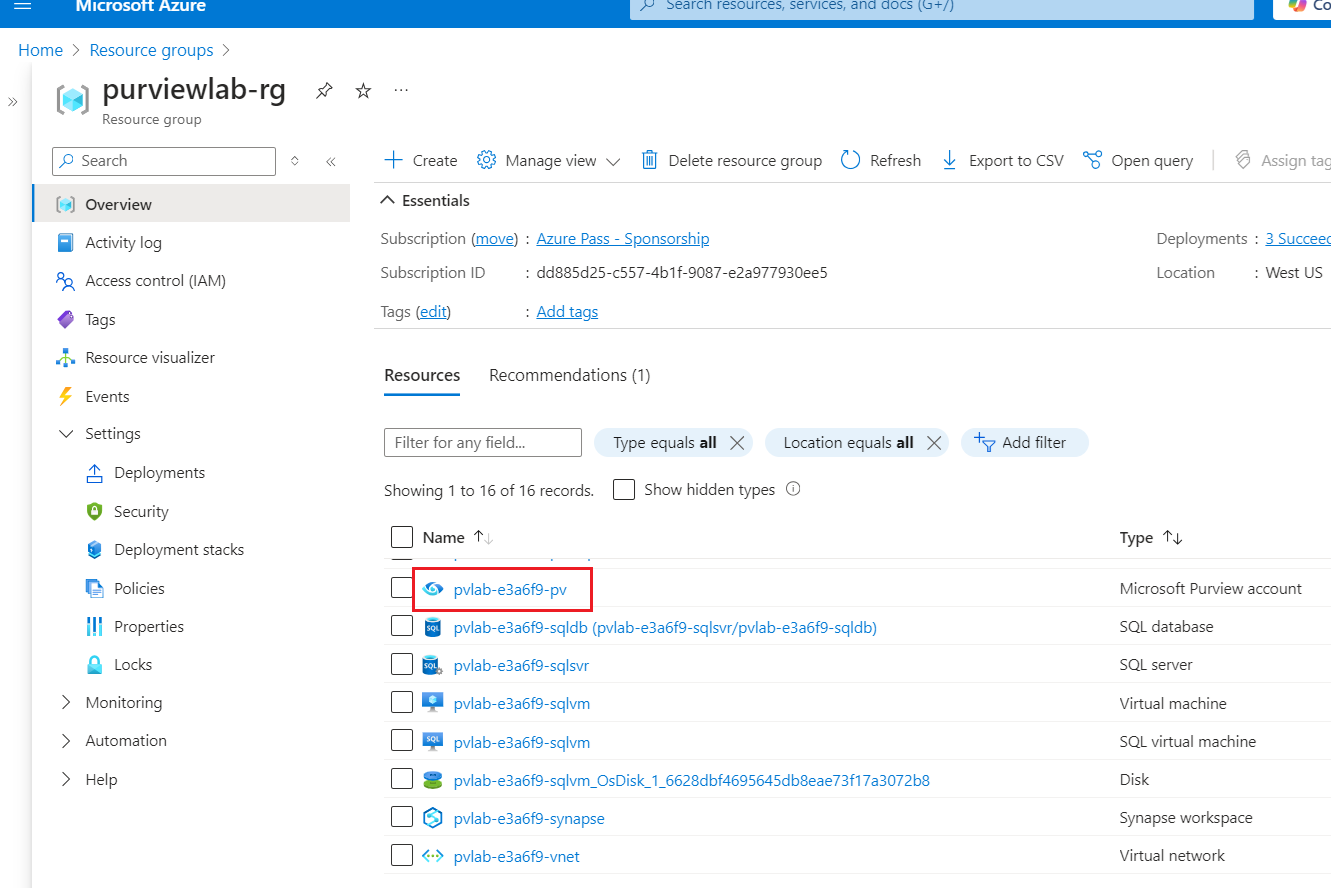 Microsoft Azure
Search resources, services, and docs (G+/)
Co
Home > Resource groups >
purviewlab-rg
Resource group
Search
Create Manage view Delete resource group Refresh Export to CSV Open query Assign tag
Overview
Activity log
Access control (IAM)
Tags
Resource visualizer
Events
Settings
Deployments
Security
Deployment stacks
Policies
Properties
Locks
Monitoring
Automation
Help
Essentials
Subscription (move) : Azure Pass - Sponsorship
Subscription ID : dd885d25-c557-4b1f-9087-e2a977930ee5
Tags (edit) : Add tags
Deployments : 3 Succeed
Location : West US
Resources Recommendations (1)
Filter for any field... Type equals all Location equals all Add filter
Showing 1 to 16 of 16 records. Show hidden types
Name Type
pvlab-e3a6f9-pv Microsoft Purview account
pvlab-e3a6f9-sqldb (pvlab-e3a6f9-sqlsvr/pvlab-e3a6f9-sqldb) SQL database
pvlab-e3a6f9-sqlsvr SQL server
pvlab-e3a6f9-sqlvm Virtual machine
pvlab-e3a6f9-sqlvm SQL virtual machine
pvlab-e3a6f9-sqlvm_OsDisk_1_6628dbf4695645db8eae73f17a3072b8 Disk
pvlab-e3a6f9-synapse Synapse workspace
pvlab-e3a6f9-vnet Virtual network